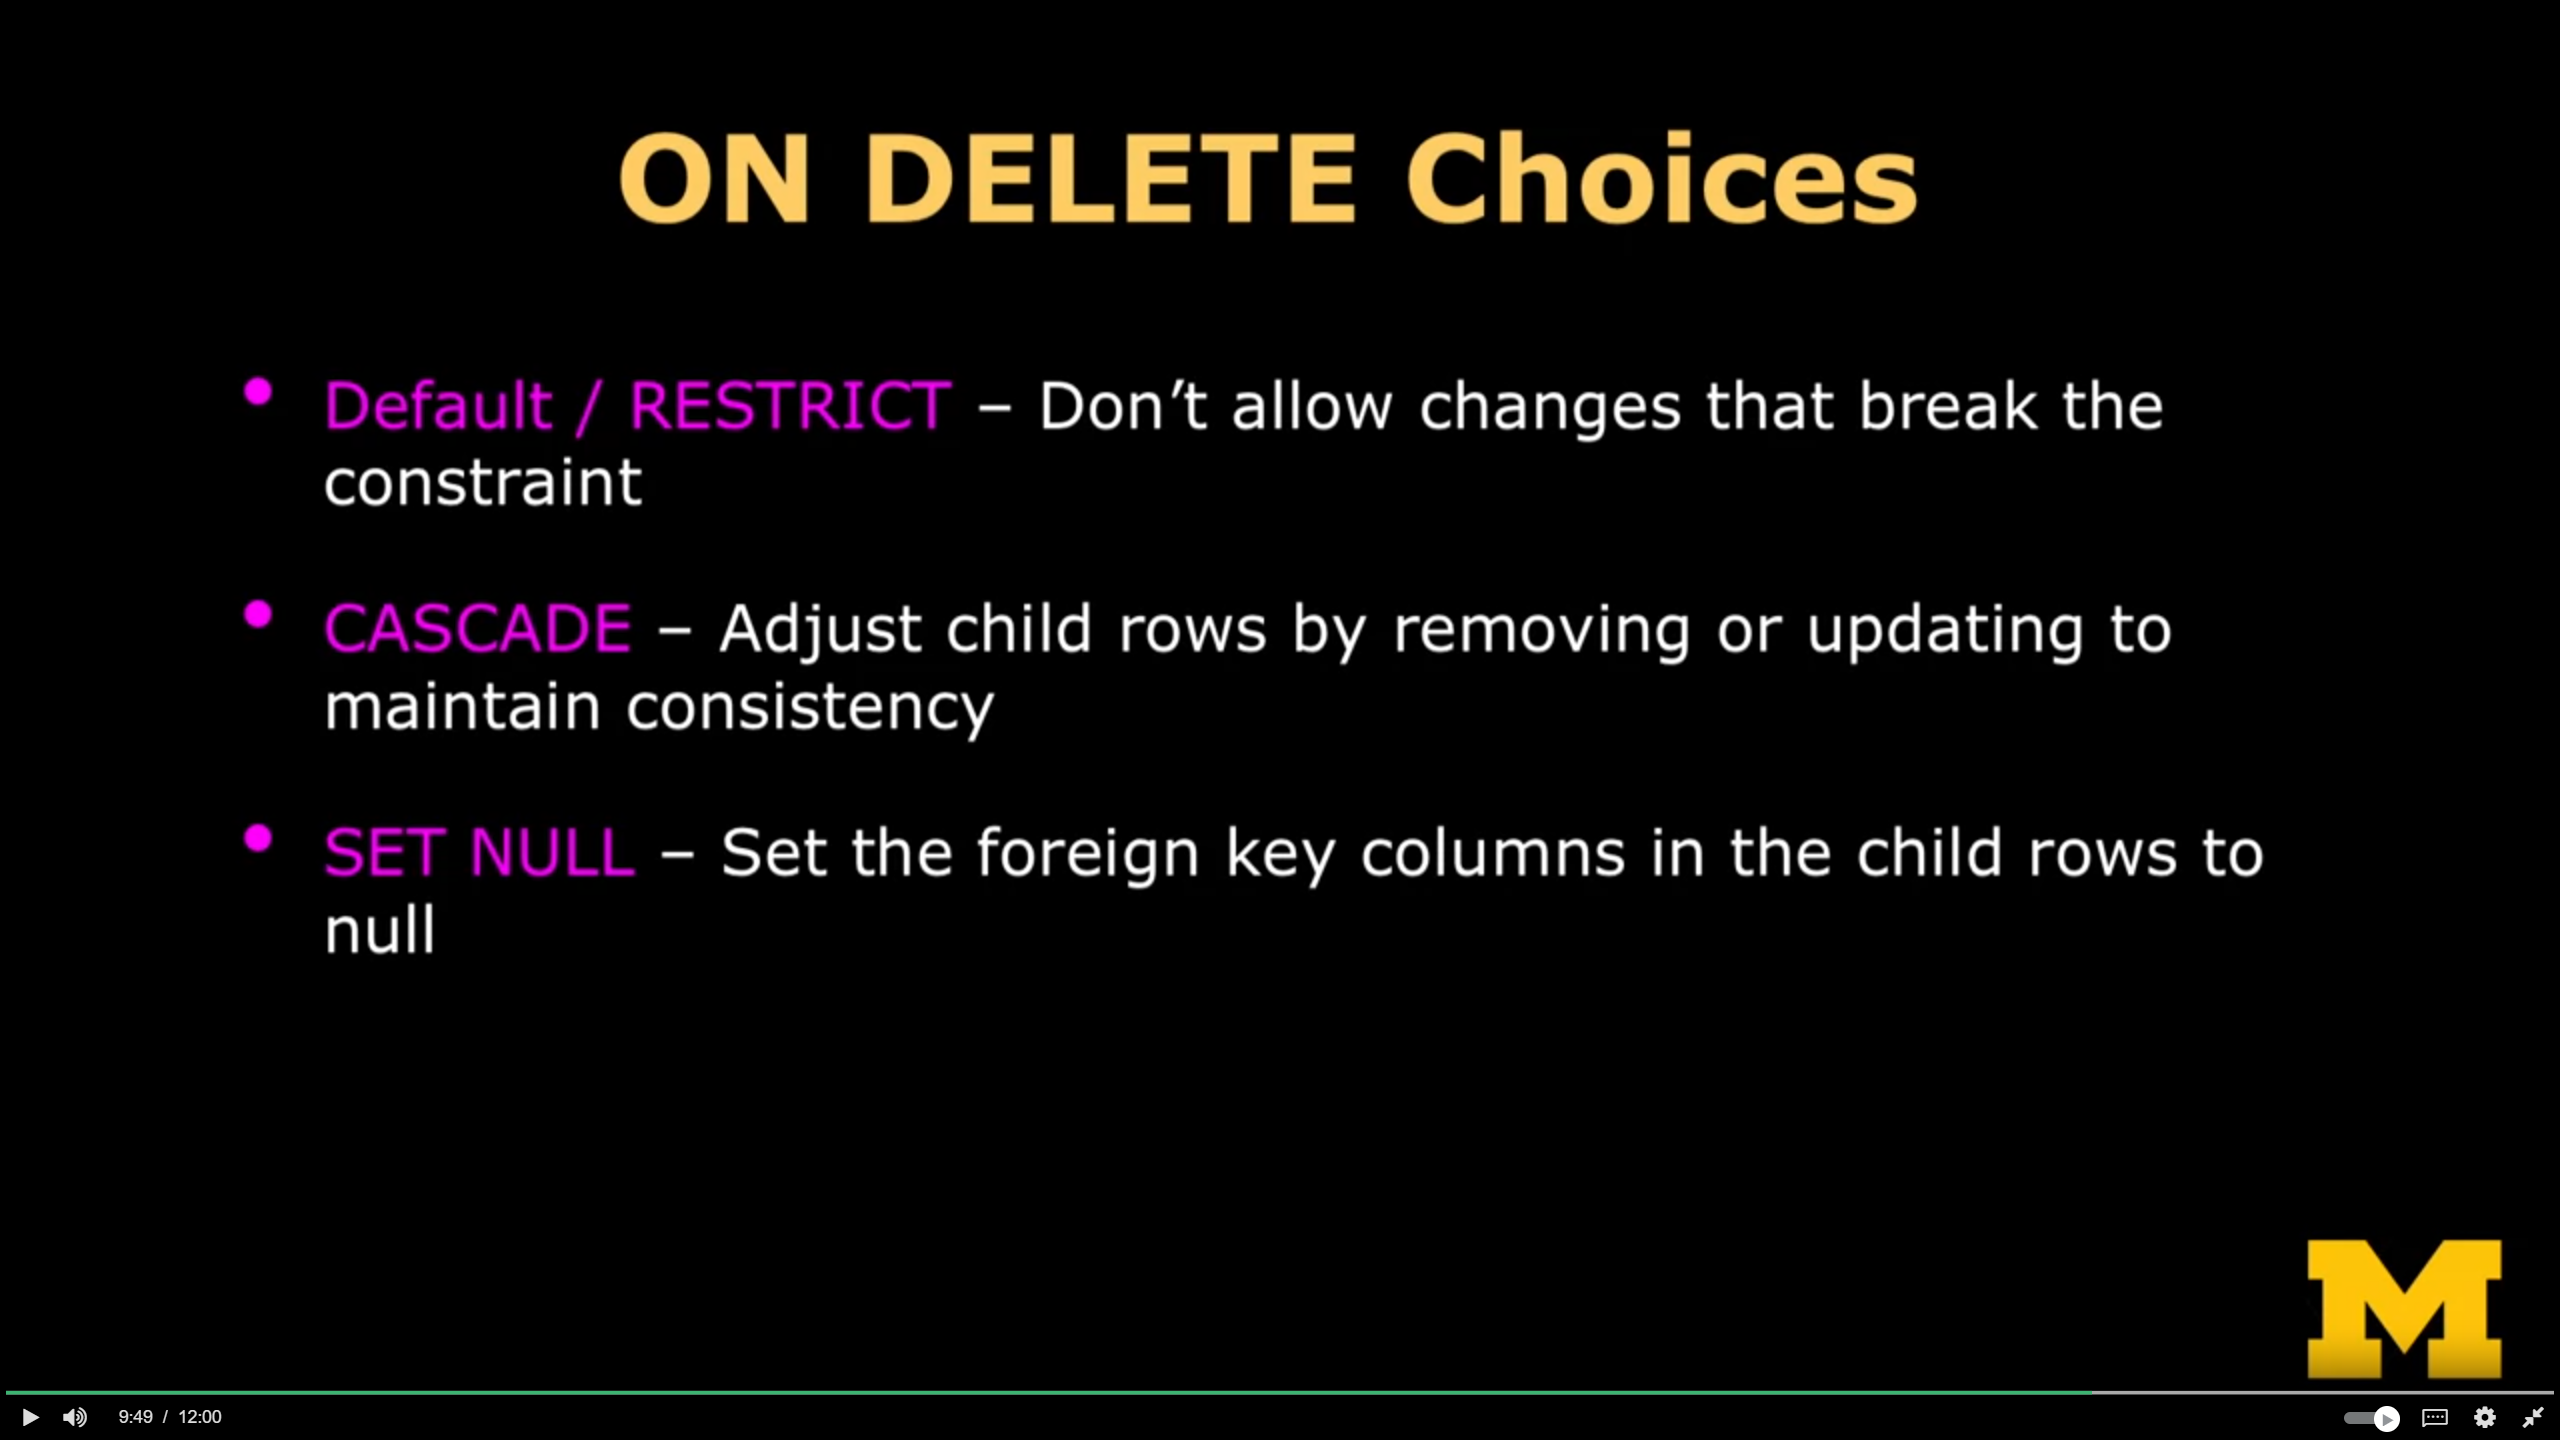 ON DELETE Choices
• Default / RESTRICT – Don’t allow changes that break the
constraint
• CASCADE – Adjust child rows by removing or updating to
maintain consistency
• SET NULL – Set the foreign key columns in the child rows to
null
M
9:49 / 12:00